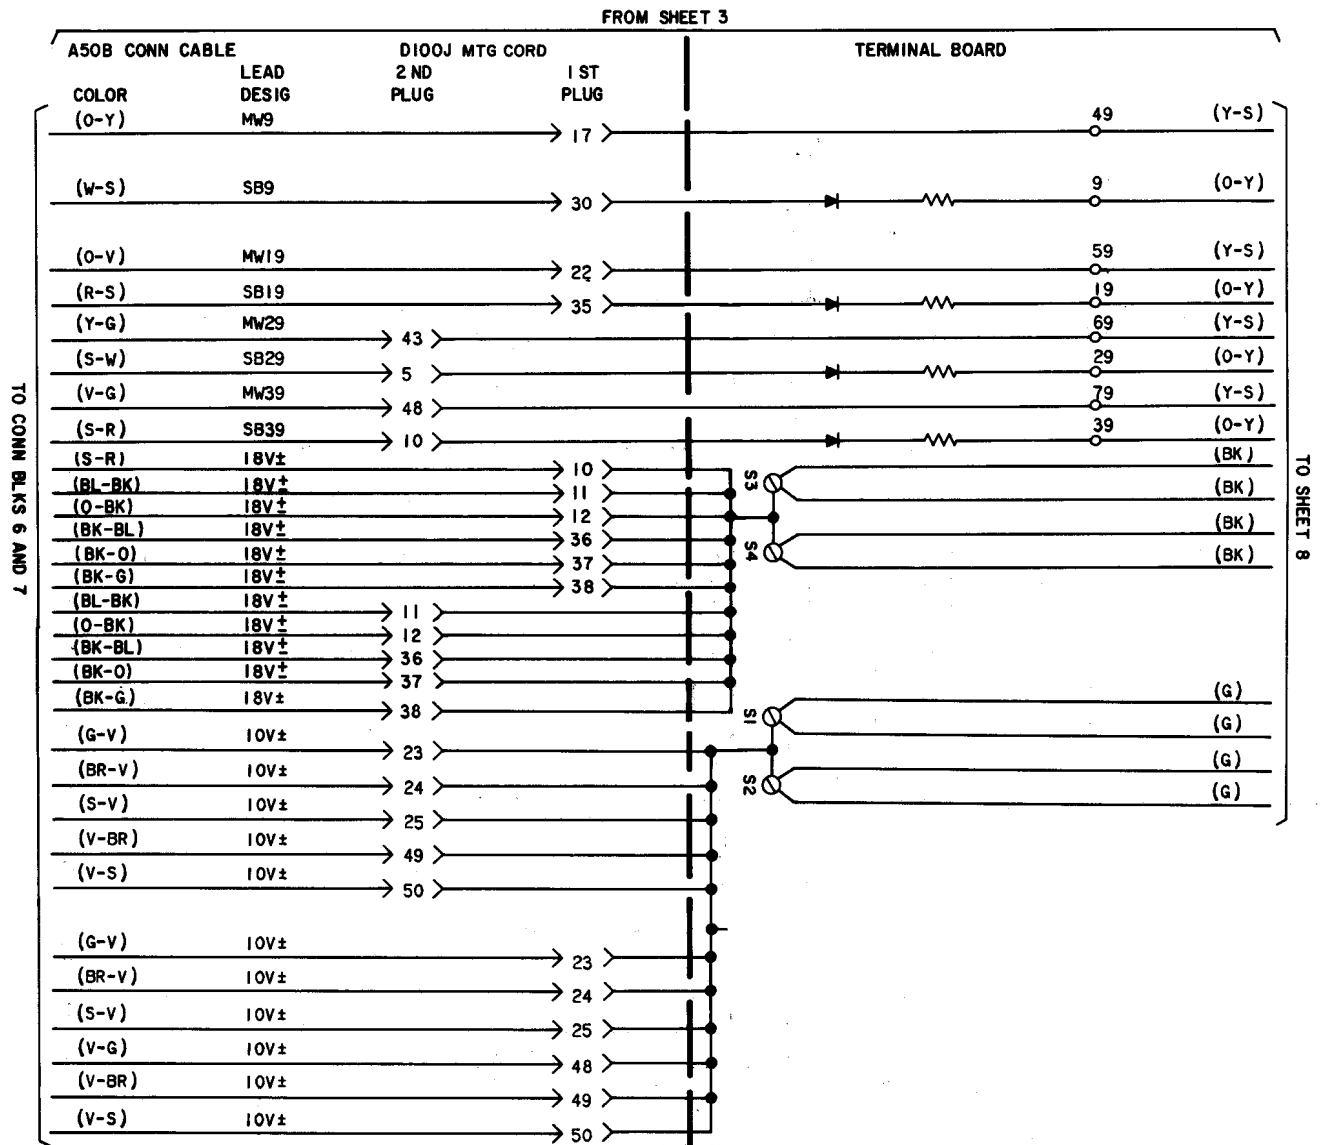 FROM SHEET 3
A50B CONN CABLE D100J MTG CORD TERMINAL BOARD
LEAD 2ND 1ST
COLOR DESIG PLUG PLUG
(O-Y) MW9 17 49 (Y-S)
(W-S) SB9 30 9 (O-Y)
(O-V) MW19 22 59 (Y-S)
(R-S) SB19 35 19 (O-Y)
(Y-G) MW29 43 69 (Y-S)
(S-W) SB29 5 29 (O-Y)
(V-G) MW39 48 79 (Y-S)
(S-R) SB39 10 39 (O-Y)
(S-R) 18V± 10 S3 (BK)
(BL-BK) 18V± 11 (BK)
(O-BK) 18V± 12
(BK-BL) 18V± 36 S4 (BK)
(BK-O) 18V± 37 (BK)
(BK-G) 18V± 38
(BL-BK) 18V± 11
(O-BK) 18V± 12
(BK-BL) 18V± 36
(BK-O) 18V± 37
(BK-G) 18V± 38 S1 (G)
(G)
(G-V) 10V± 23 (G)
(BR-V) 10V± 24 S2 (G)
(S-V) 10V± 25
(V-BR) 10V± 49
(V-S) 10V± 50
(G-V) 10V± 23
(BR-V) 10V± 24
(S-V) 10V± 25
(V-G) 10V± 48
(V-BR) 10V± 49
(V-S) 10V± 50
TO CONN BLKS 6 AND 7
TO SHEET 8